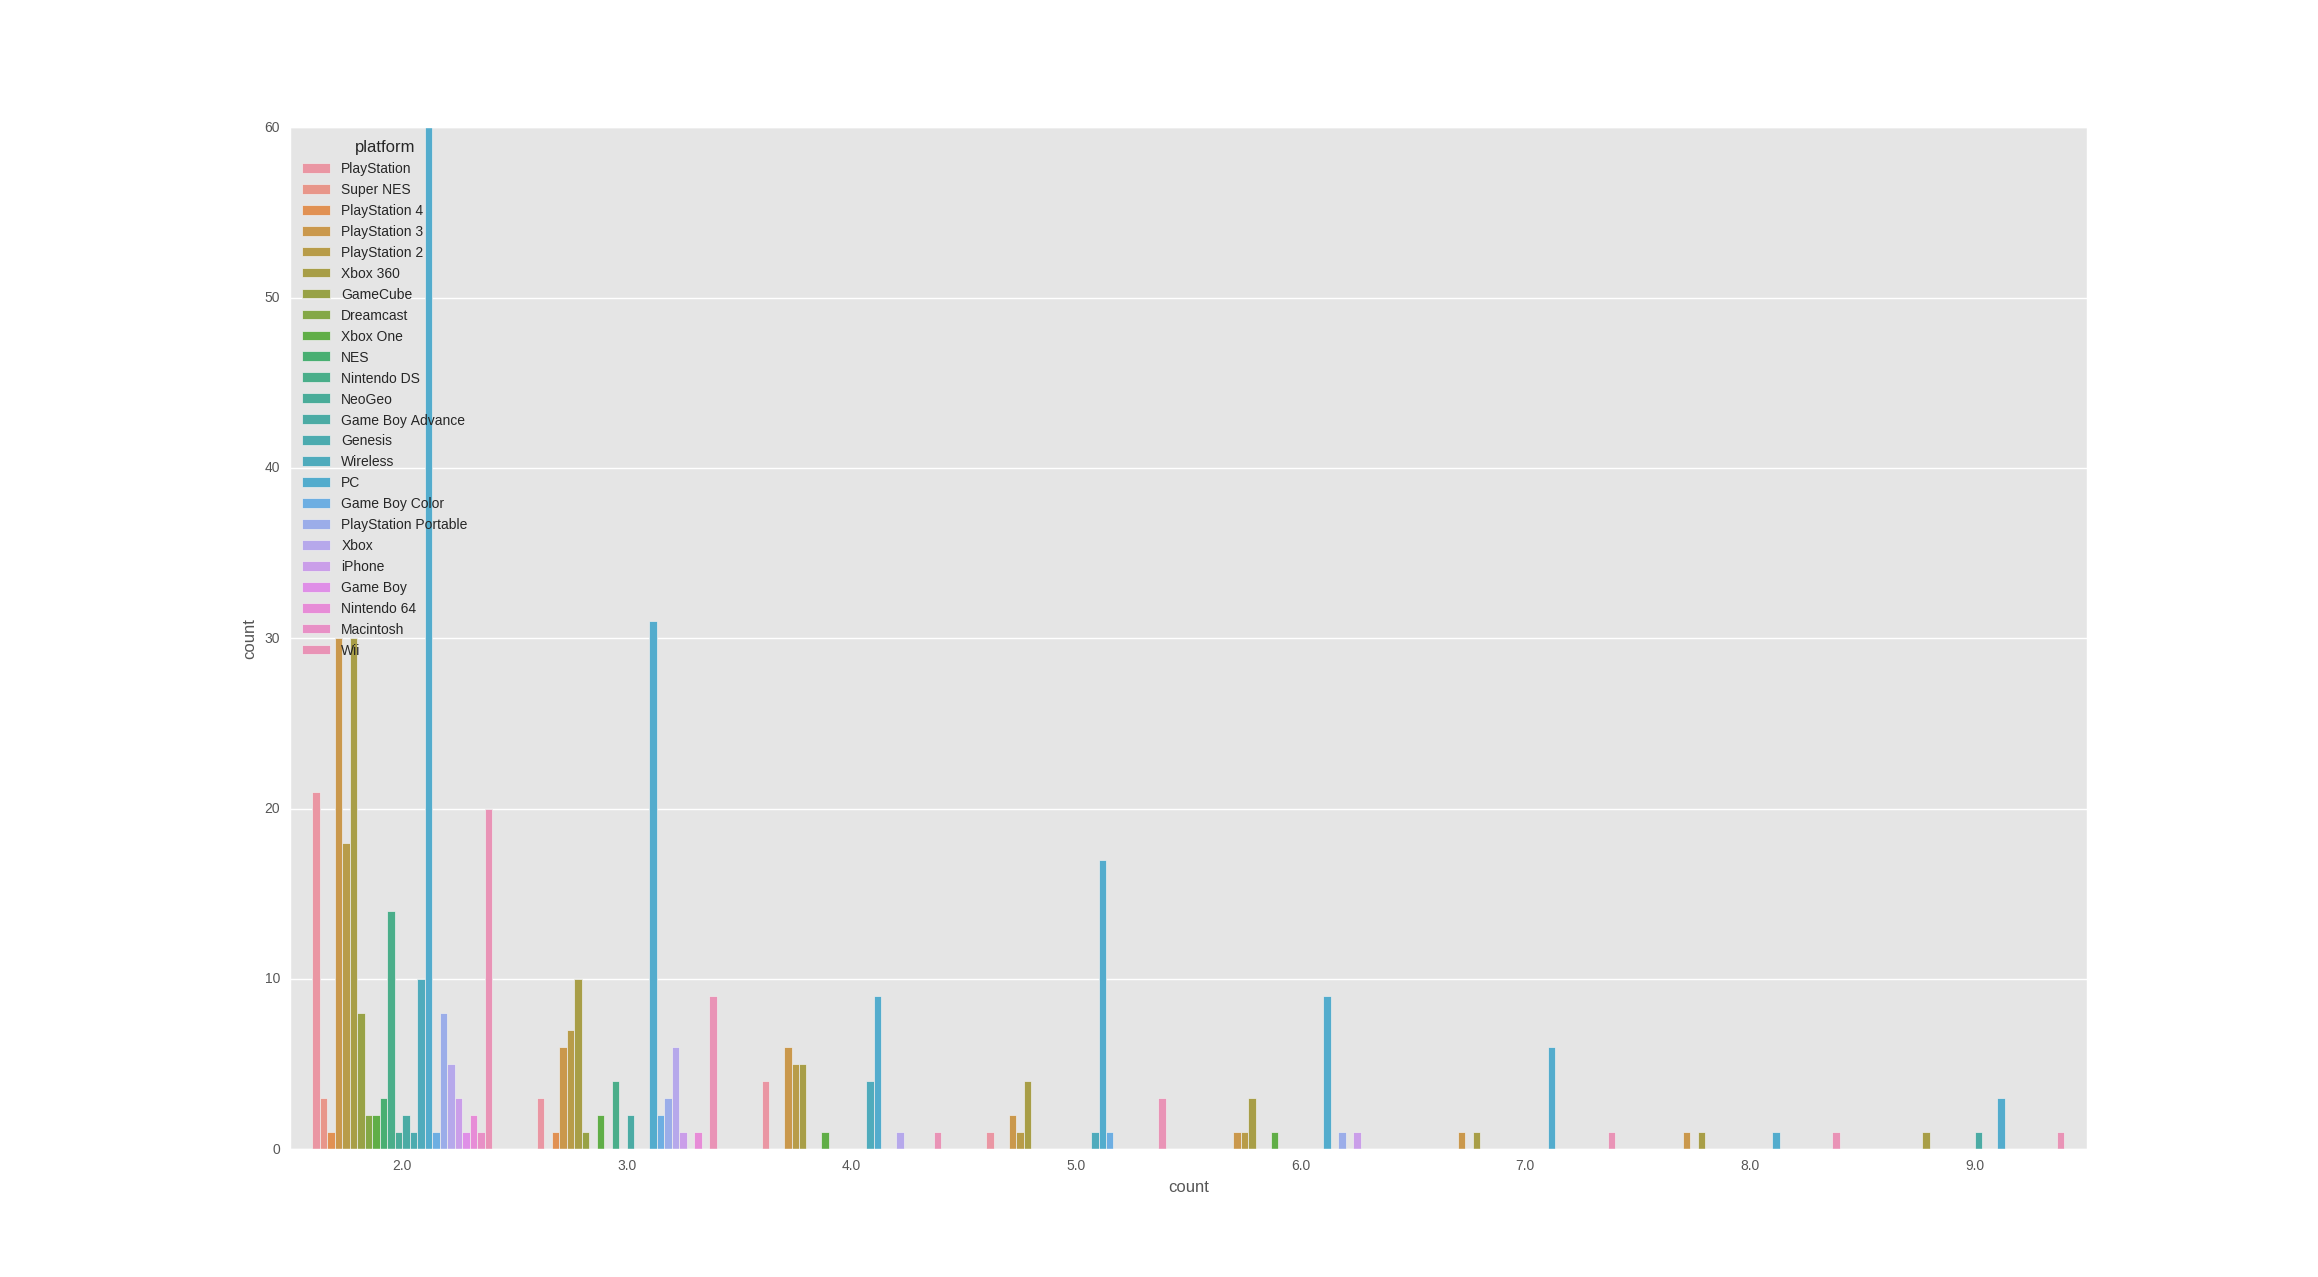 60
platform
PlayStation
Super NES
PlayStation 4
PlayStation 3
PlayStation 2
Xbox 360
50
GameCube
Dreamcast
Xbox One
NES
Nintendo DS
NeoGeo
Game Boy Advance
Genesis
Wireless
40
PC
Game Boy Color
PlayStation Portable
Xbox
iPhone
Game Boy
Nintendo 64
Macintosh
30
Wii
count
20
10
0
2.0 3.0 4.0 5.0 6.0 7.0 8.0 9.0
count